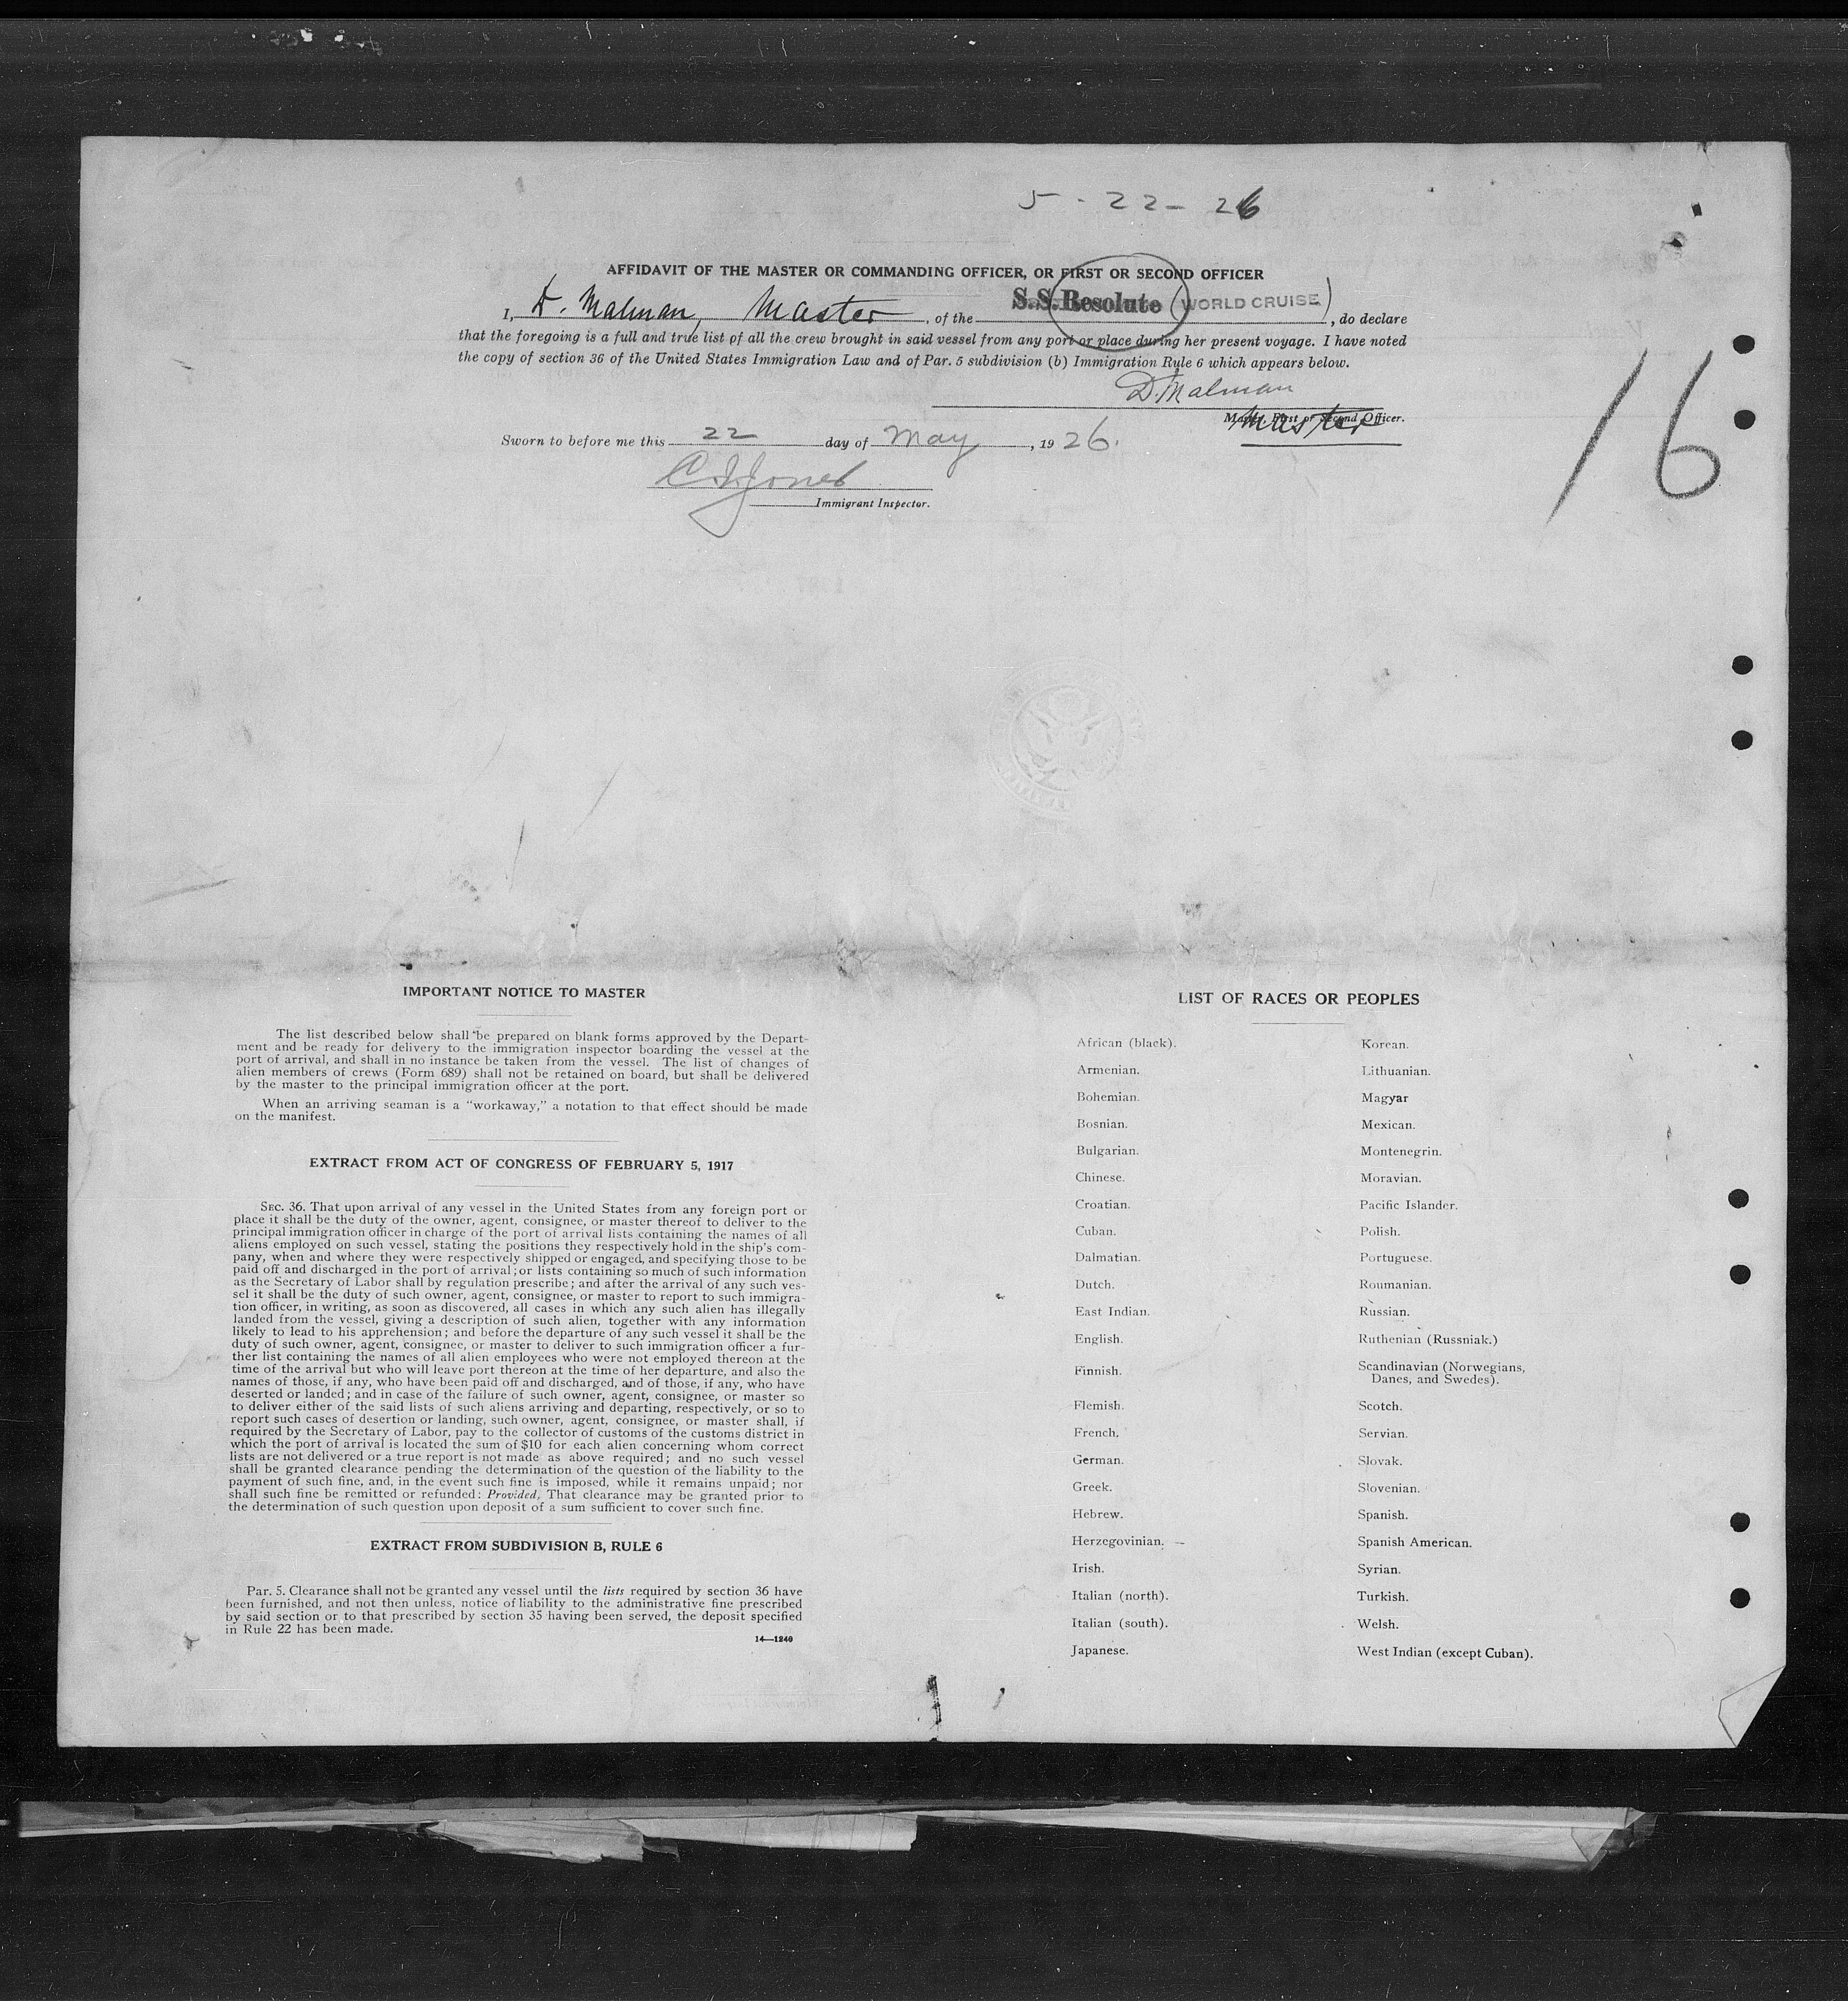 5 - 22 - 26
AFFIDAVIT OF THE MASTER OR COMMANDING OFFICER, OR FIRST OR SECOND OFFICER
I, D. Malman, Master, of the S.S. Resolute (WORLD CRUISE), do declare
that the foregoing is a full and true list of all the crew brought in said vessel from any port or place during her present voyage. I have noted
the copy of section 36 of the United States Immigration Law and of Par. 5 subdivision (b) Immigration Rule 6 which appears below.
D. Malman
Master, First or Second Officer.
Master
16
Sworn to before me this 22 day of May, 1926.
Jones
Immigrant Inspector.
IMPORTANT NOTICE TO MASTER
The list described below shall be prepared on blank forms approved by the Depart-
ment and be ready for delivery to the immigration inspector boarding the vessel at the
port of arrival, and shall in no instance be taken from the vessel. The list of changes of
alien members of crews (Form 689) shall not be retained on board, but shall be delivered
by the master to the principal immigration officer at the port.
When an arriving seaman is a "workaway," a notation to that effect should be made
on the manifest.
EXTRACT FROM ACT OF CONGRESS OF FEBRUARY 5, 1917
SEC. 36. That upon arrival of any vessel in the United States from any foreign port or
place it shall be the duty of the owner, agent, consignee, or master thereof to deliver to the
principal immigration officer in charge of the port of arrival lists containing the names of all
aliens employed on such vessel, stating the positions they respectively hold in the ship's com-
pany, when and where they were respectively shipped or engaged, and specifying those to be
paid off and discharged in the port of arrival; or lists containing so much of such information
as the Secretary of Labor shall by regulation prescribe; and after the arrival of any such ves-
sel it shall be the duty of such owner, agent, consignee, or master to report to such immigra-
tion officer, in writing, as soon as discovered, all cases in which any such alien has illegally
landed from the vessel, giving a description of such alien, together with any information
likely to lead to his apprehension; and before the departure of any such vessel it shall be the
duty of such owner, agent, consignee, or master to deliver to such immigration officer a fur-
ther list containing the names of all alien employees who were not employed thereon at the
time of the arrival but who will leave port thereon at the time of her departure, and also the
names of those, if any, who have been paid off and discharged, and of those, if any, who have
deserted or landed; and in case of the failure of such owner, agent, consignee, or master so
to deliver either of the said lists of such aliens arriving and departing, respectively, or so to
report such cases of desertion or landing, such owner, agent, consignee, or master shall, if
required by the Secretary of Labor, pay to the collector of customs of the customs district in
which the port of arrival is located the sum of $10 for each alien concerning whom correct
lists are not delivered or a true report is not made as above required; and no such vessel
shall be granted clearance pending the determination of the question of the liability to the
payment of such fine, and, in the event such fine is imposed, while it remains unpaid; nor
shall such fine be remitted or refunded: Provided, That clearance may be granted prior to
the determination of such question upon deposit of a sum sufficient to cover such fine.
EXTRACT FROM SUBDIVISION B, RULE 6
Par. 5. Clearance shall not be granted any vessel until the lists required by section 36 have
been furnished, and not then unless, notice of liability to the administrative fine prescribed
by said section or to that prescribed by section 35 having been served, the deposit specified
in Rule 22 has been made.
14—1240
LIST OF RACES OR PEOPLES
African (black).
Armenian.
Bohemian.
Bosnian.
Bulgarian.
Chinese.
Croatian.
Cuban.
Dalmatian.
Dutch.
East Indian.
English.
Finnish.
Flemish.
French.
German.
Greek.
Hebrew.
Herzegovinian.
Irish.
Italian (north).
Italian (south).
Japanese.
Korean.
Lithuanian.
Magyar
Mexican.
Montenegrin.
Moravian.
Pacific Islander.
Polish.
Portuguese.
Roumanian.
Russian.
Ruthenian (Russniak.)
Scandinavian (Norwegians,
Danes, and Swedes).
Scotch.
Servian.
Slovak.
Slovenian.
Spanish.
Spanish American.
Syrian.
Turkish.
Welsh.
West Indian (except Cuban).